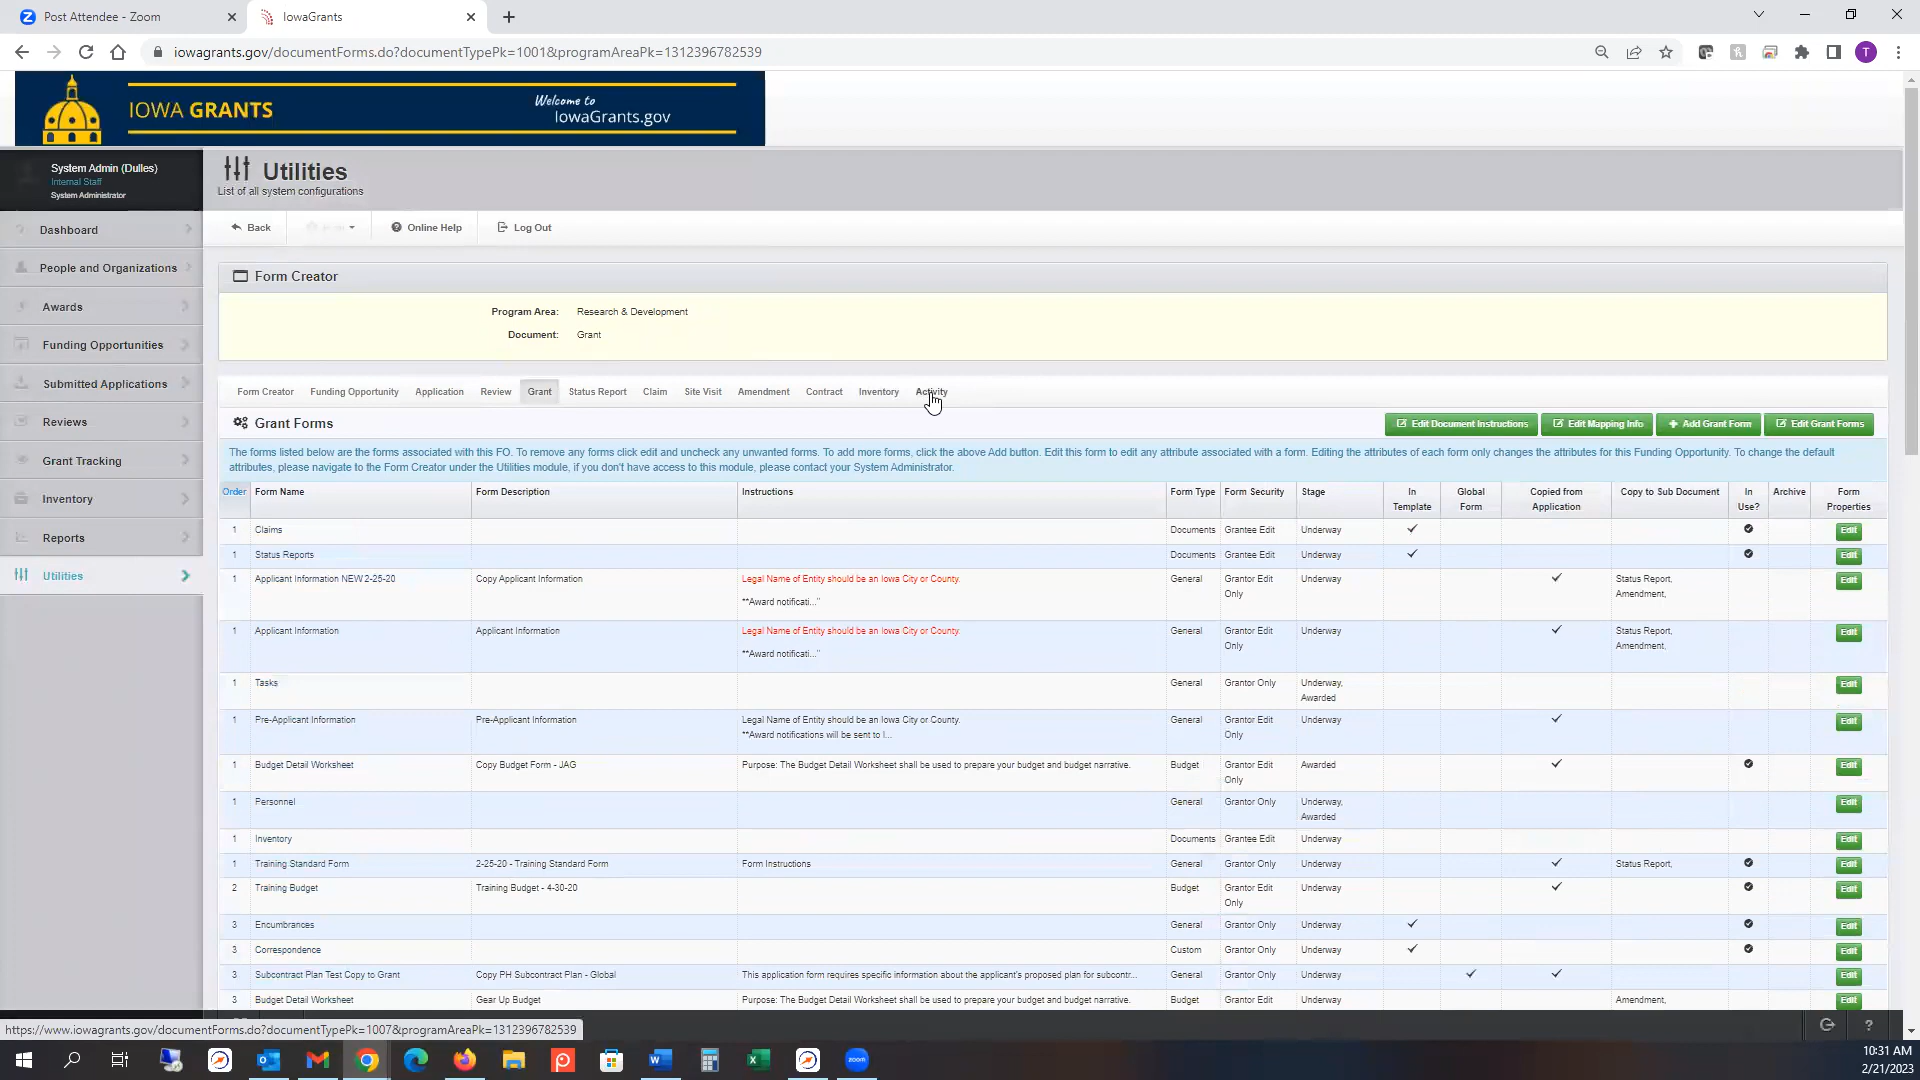 Post Attendee - Zoom
IowaGrants
iowagrants.gov/documentForms.do?documentTypePk=1001&programAreaPk=1312396782539
T
IOWA GRANTS
Welcome to
IowaGrants.gov
System Admin (Dulles)
Internal Staff
System Administrator
Utilities
List of all system configurations
Back
Online Help
Log Out
Dashboard
People and Organizations
Awards
Funding Opportunities
Submitted Applications
Reviews
Grant Tracking
Inventory
Reports
Utilities
Form Creator
Program Area: Research & Development
Document: Grant
Form Creator Funding Opportunity Application Review Grant Status Report Claim Site Visit Amendment Contract Inventory Activity
Grant Forms
Edit Document Instructions Edit Mapping Info Add Grant Form Edit Grant Forms
The forms listed below are the forms associated with this FO. To remove any forms click edit and uncheck any unwanted forms. To add more forms, click the above Add button. Edit this form to edit any attribute associated with a form. Editing the attributes of each form only changes the attributes for this Funding Opportunity. To change the default
attributes, please navigate to the Form Creator under the Utilities module, if you don't have access to this module, please contact your System Administrator.
Order Form Name Form Description Instructions Form Type Form Security Stage In Template Global Form Copied from Application Copy to Sub Document In Use? Archive Form Properties
1 Claims Documents Grantee Edit Underway Edit
1 Status Reports Documents Grantee Edit Underway Edit
1 Applicant Information NEW 2-25-20 Copy Applicant Information Legal Name of Entity should be an Iowa City or County. General Grantor Edit Only Underway Status Report, Amendment, Edit
**Award notificati..."
1 Applicant Information Applicant Information Legal Name of Entity should be an Iowa City or County. General Grantor Edit Only Underway Status Report, Amendment, Edit
**Award notificati..."
1 Tasks General Grantor Only Underway, Awarded Edit
1 Pre-Applicant Information Pre-Applicant Information Legal Name of Entity should be an Iowa City or County. General Grantor Edit Only Underway Edit
**Award notifications will be sent to l...
1 Budget Detail Worksheet Copy Budget Form - JAG Purpose: The Budget Detail Worksheet shall be used to prepare your budget and budget narrative. Budget Grantor Edit Only Awarded Edit
1 Personnel General Grantor Only Underway, Awarded Edit
1 Inventory Documents Grantee Edit Underway Edit
1 Training Standard Form 2-25-20 - Training Standard Form Form Instructions General Grantor Only Underway Status Report, Edit
2 Training Budget Training Budget - 4-30-20 Budget Grantor Edit Only Underway Edit
3 Encumbrances General Grantor Only Underway Edit
3 Correspondence Custom Grantor Only Underway Edit
3 Subcontract Plan Test Copy to Grant Copy PH Subcontract Plan - Global This application form requires specific information about the applicant's proposed plan for subcontr... General Grantor Only Underway Edit
3 Budget Detail Worksheet Gear Up Budget Purpose: The Budget Detail Worksheet shall be used to prepare your budget and budget narrative. Budget Grantor Edit Underway Amendment, Edit
https://www.iowagrants.gov/documentForms.do?documentTypePk=1007&programAreaPk=1312396782539
zoom
10:31 AM
2/21/2023